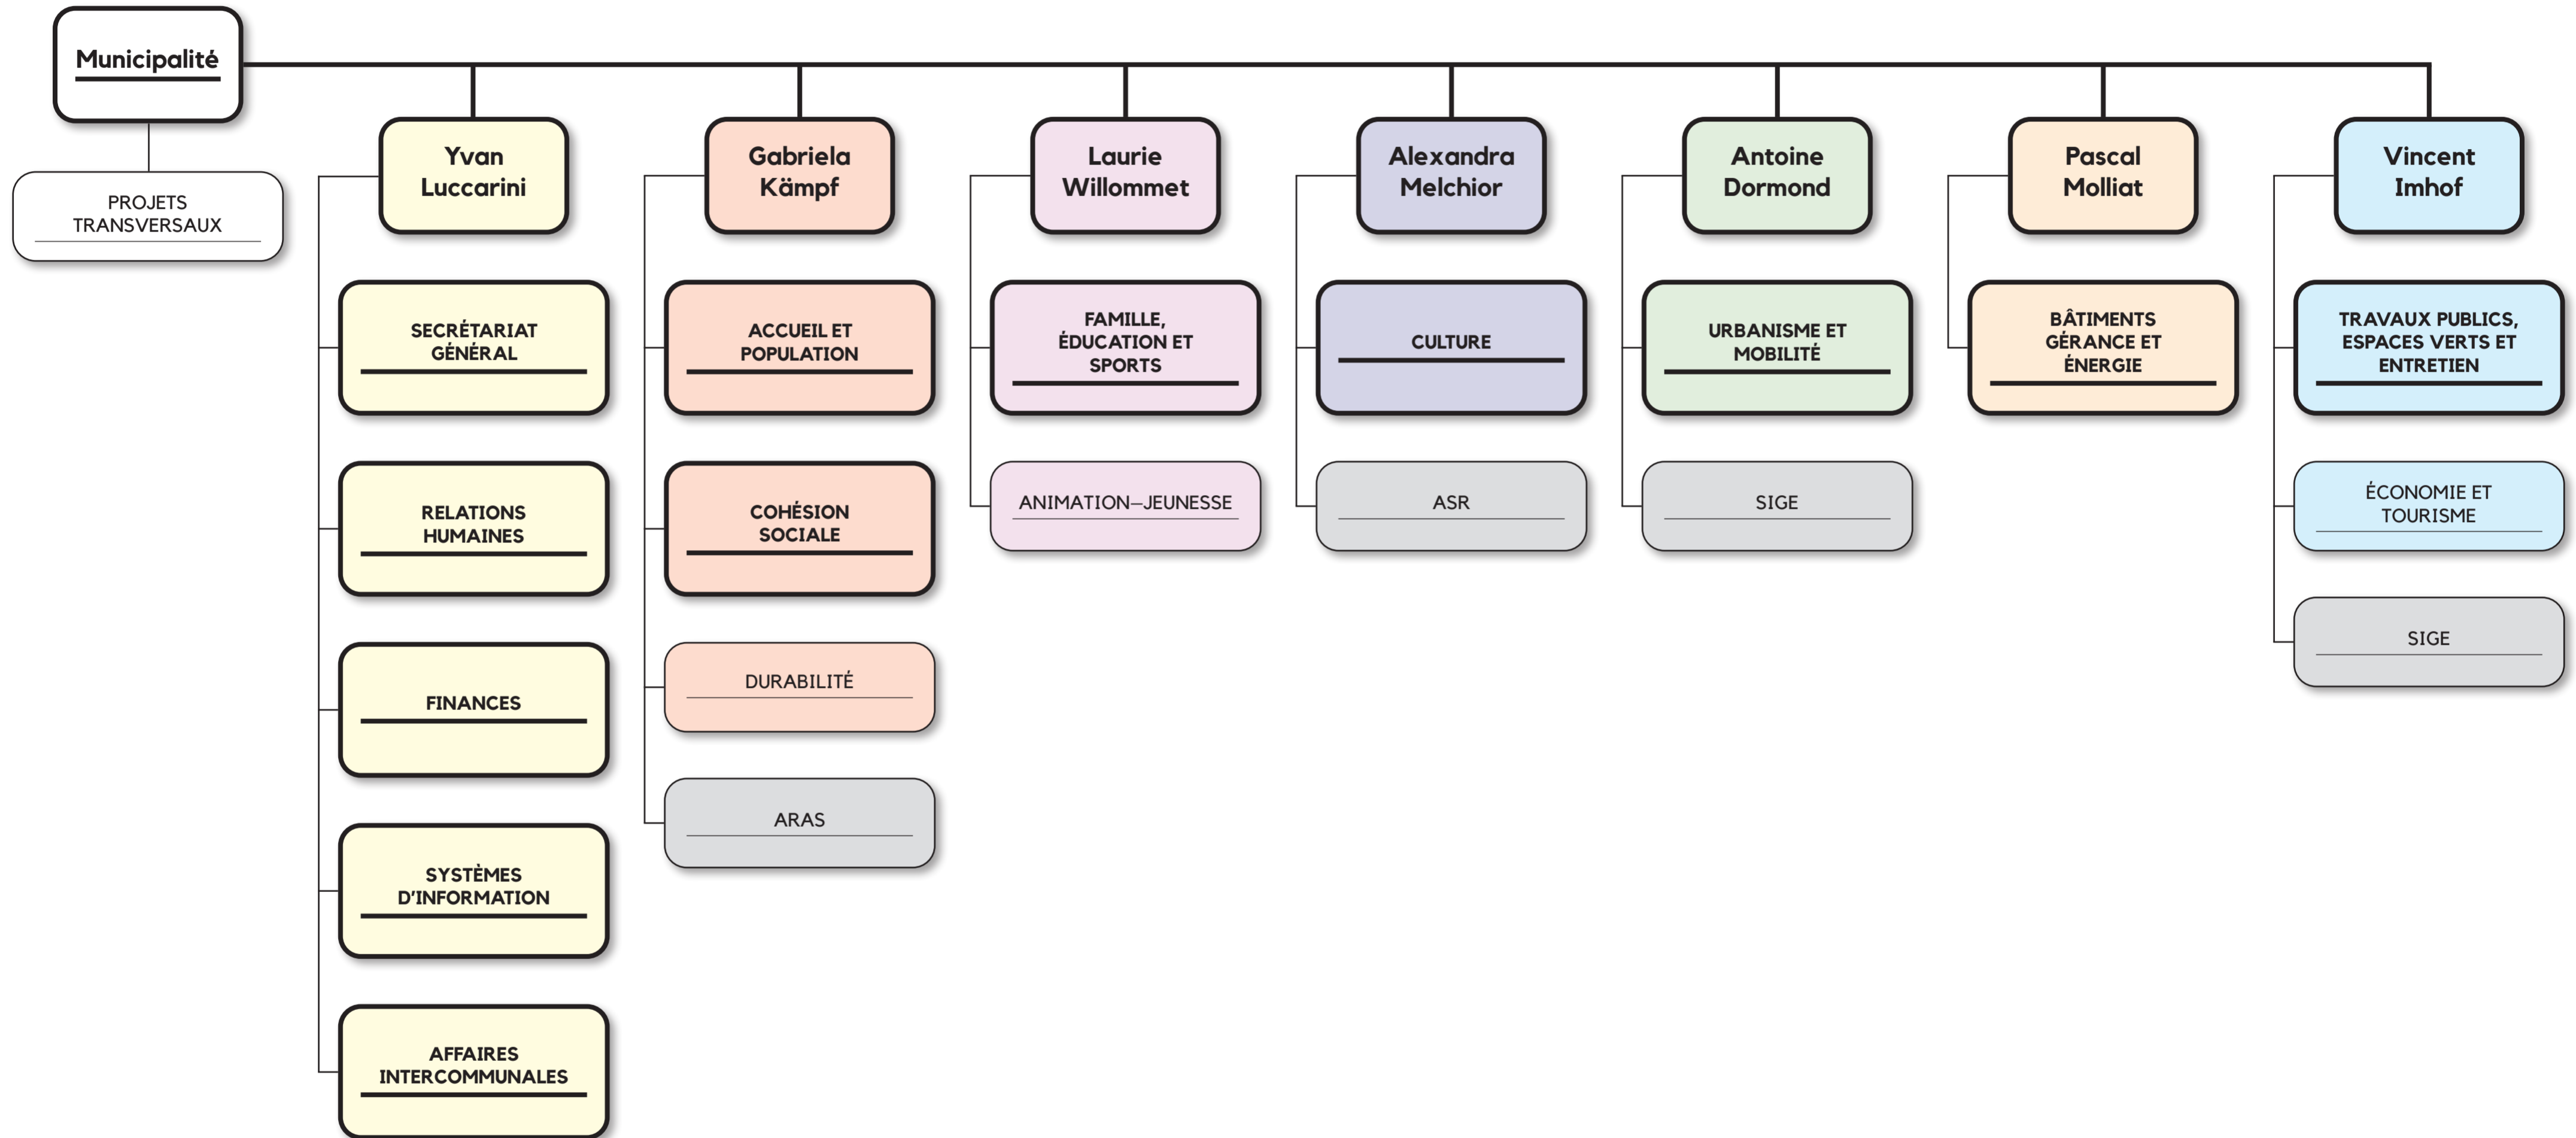 Municipalité
PROJETS
TRANSVERSAUX
Yvan
Luccarini
SECRÉTARIAT
GÉNÉRAL
RELATIONS
HUMAINES
FINANCES
SYSTÈMES
D'INFORMATION
AFFAIRES
INTERCOMMUNALES
Gabriela
Kämpf
ACCUEIL ET
POPULATION
COHÉSION
SOCIALE
DURABILITÉ
ARAS
Laurie
Willommet
FAMILLE,
ÉDUCATION ET
SPORTS
ANIMATION–JEUNESSE
Alexandra
Melchior
CULTURE
ASR
Antoine
Dormond
URBANISME ET
MOBILITÉ
SIGE
Pascal
Molliat
BÂTIMENTS
GÉRANCE ET
ÉNERGIE
Vincent
Imhof
TRAVAUX PUBLICS,
ESPACES VERTS ET
ENTRETIEN
ÉCONOMIE ET
TOURISME
SIGE